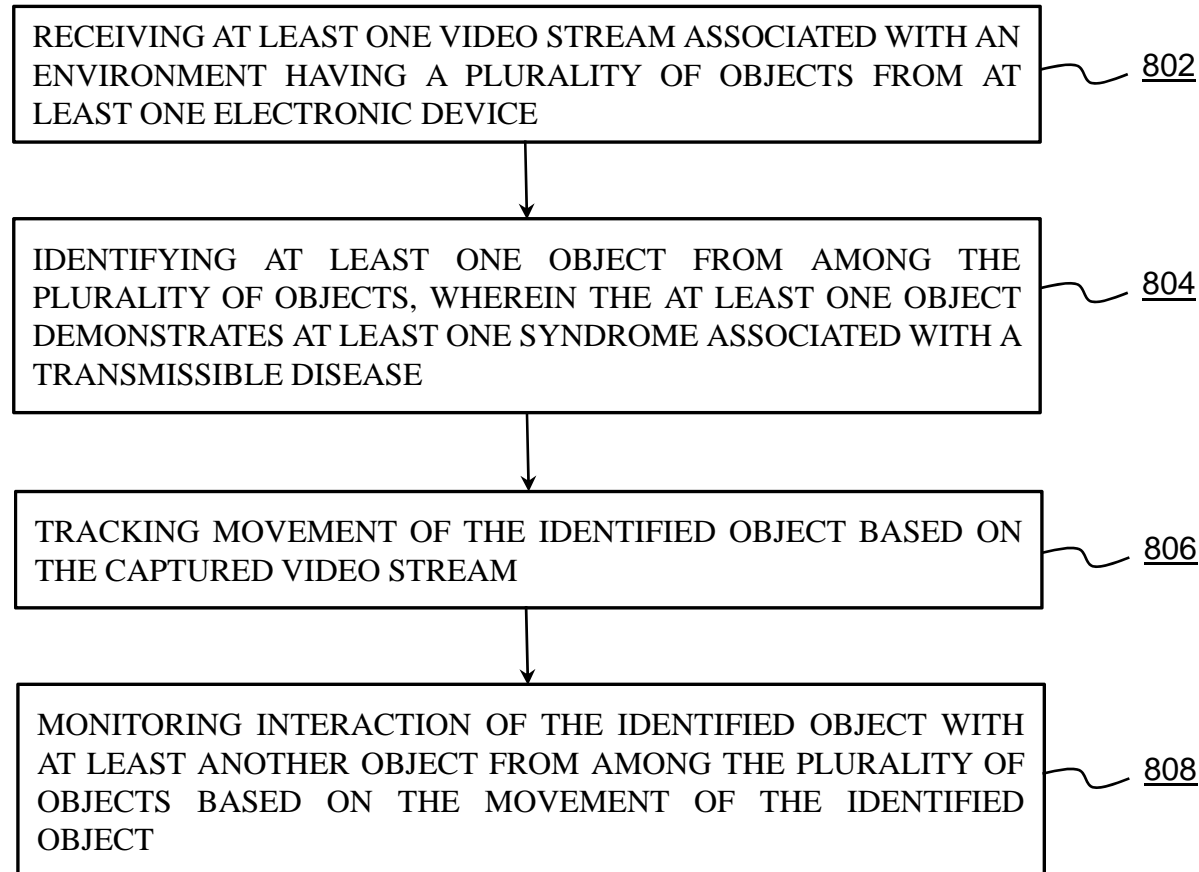 RECEIVING AT LEAST ONE VIDEO STREAM ASSOCIATED WITH AN
ENVIRONMENT HAVING A PLURALITY OF OBJECTS FROM AT
LEAST ONE ELECTRONIC DEVICE
802
IDENTIFYING AT LEAST ONE OBJECT FROM AMONG THE
PLURALITY OF OBJECTS, WHEREIN THE AT LEAST ONE OBJECT
DEMONSTRATES AT LEAST ONE SYNDROME ASSOCIATED WITH A
TRANSMISSIBLE DISEASE
804
TRACKING MOVEMENT OF THE IDENTIFIED OBJECT BASED ON
THE CAPTURED VIDEO STREAM
806
MONITORING INTERACTION OF THE IDENTIFIED OBJECT WITH
AT LEAST ANOTHER OBJECT FROM AMONG THE PLURALITY OF
OBJECTS BASED ON THE MOVEMENT OF THE IDENTIFIED
OBJECT
808